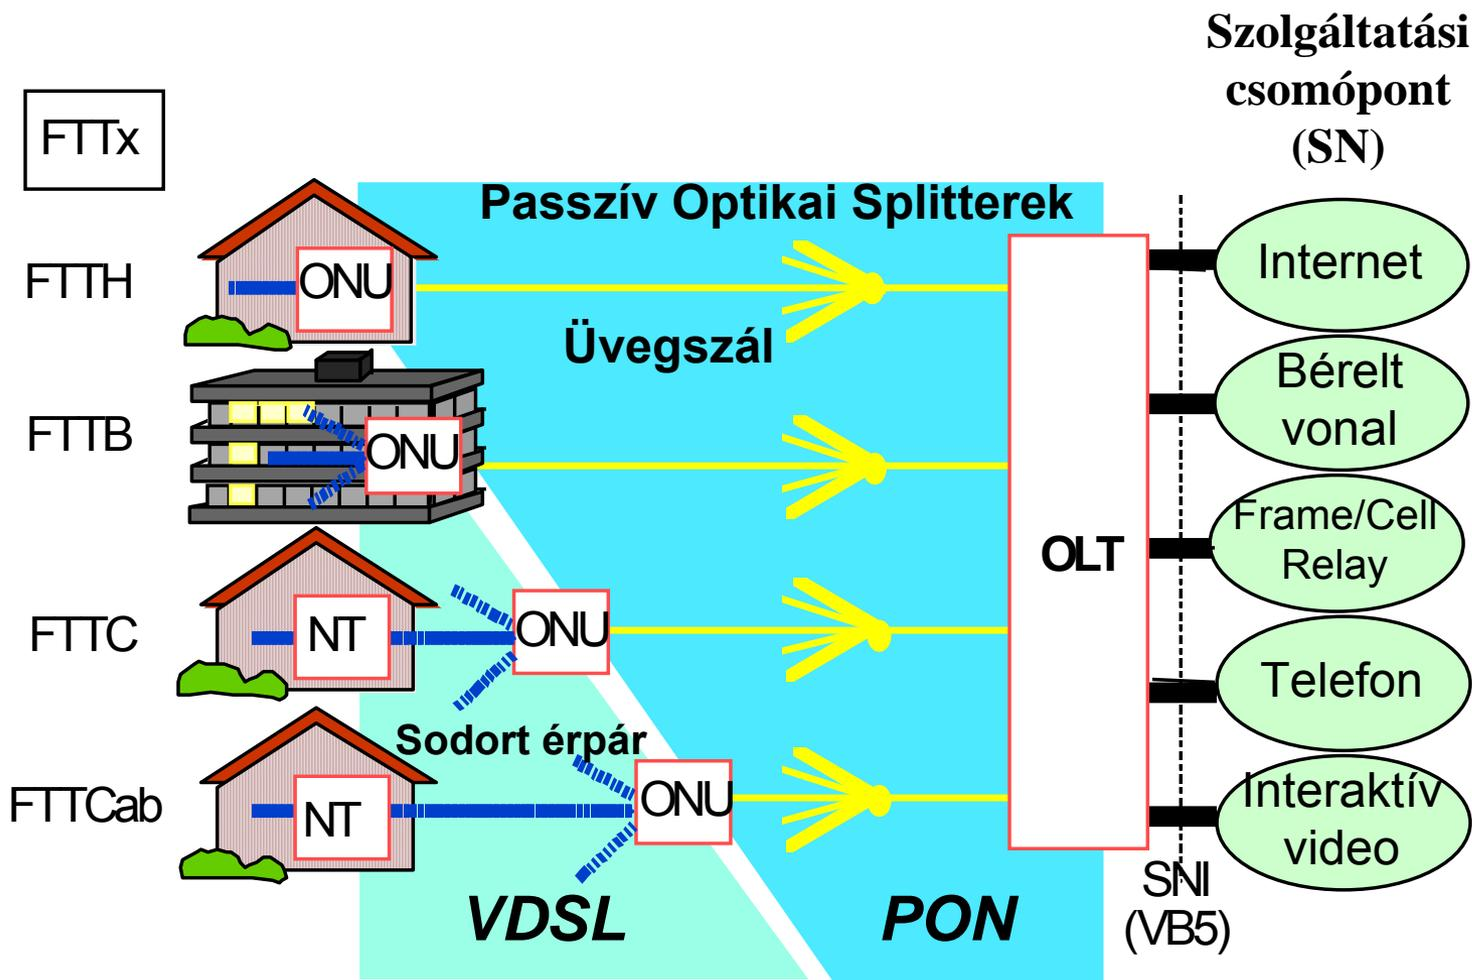 Szolgáltatási
csomópont
(SN)
FTTx
Passzív Optikai Splitterek
FTTH
ONU
Internet
Üvegszál
Bérelt
vonal
FTTB
ONU
Frame/Cell
Relay
OLT
FTTC
NT
ONU
Telefon
Sodort érpár
FTTCab
NT
ONU
Interaktív
video
SNI
(VB5)
VDSL
PON